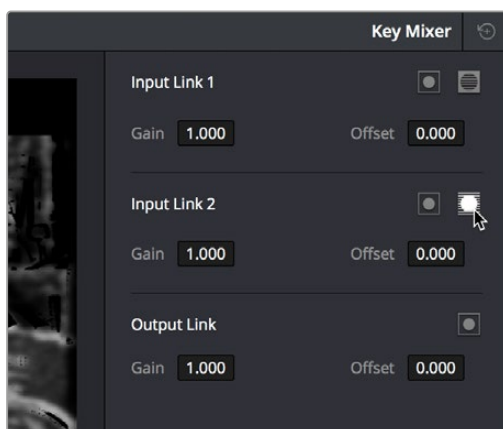 Key Mixer
Input Link 1
Gain 1.000 Offset 0.000
Input Link 2
Gain 1.000 Offset 0.000
Output Link
Gain 1.000 Offset 0.000